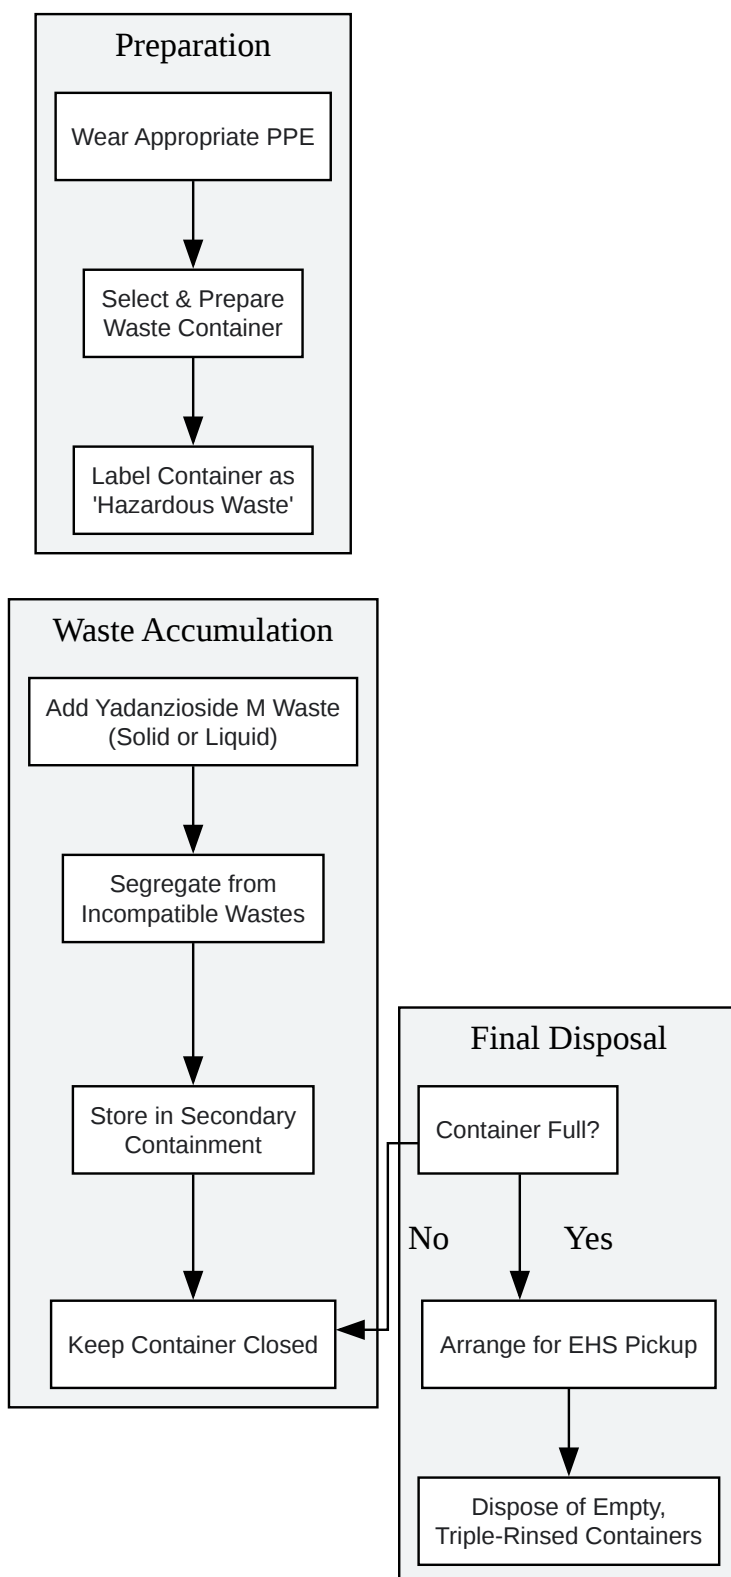 Preparation
Wear Appropriate PPE
Select & Prepare
Waste Container
Label Container as
'Hazardous Waste'
Waste Accumulation
Add Yadanzioside M Waste
(Solid or Liquid)
Segregate from
Incompatible Wastes
Store in Secondary
Containment
Keep Container Closed
Final Disposal
Container Full?
No
Yes
Arrange for EHS Pickup
Dispose of Empty,
Triple-Rinsed Containers